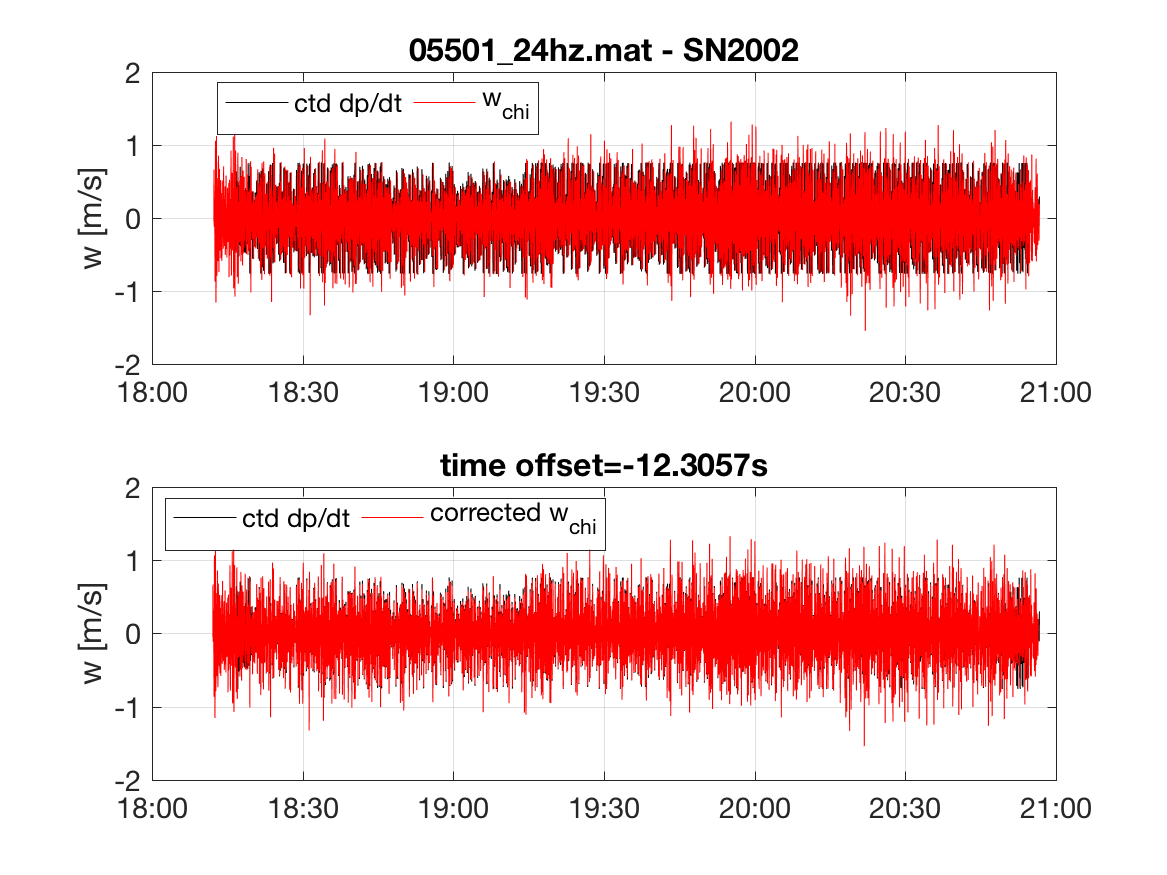 05501_24hz.mat - SN2002
ctd dp/dt w_chi
w [m/s]
2
1
0
-1
-2
18:00 18:30 19:00 19:30 20:00 20:30 21:00
time offset=-12.3057s
ctd dp/dt corrected w_chi
w [m/s]
2
1
0
-1
-2
18:00 18:30 19:00 19:30 20:00 20:30 21:00